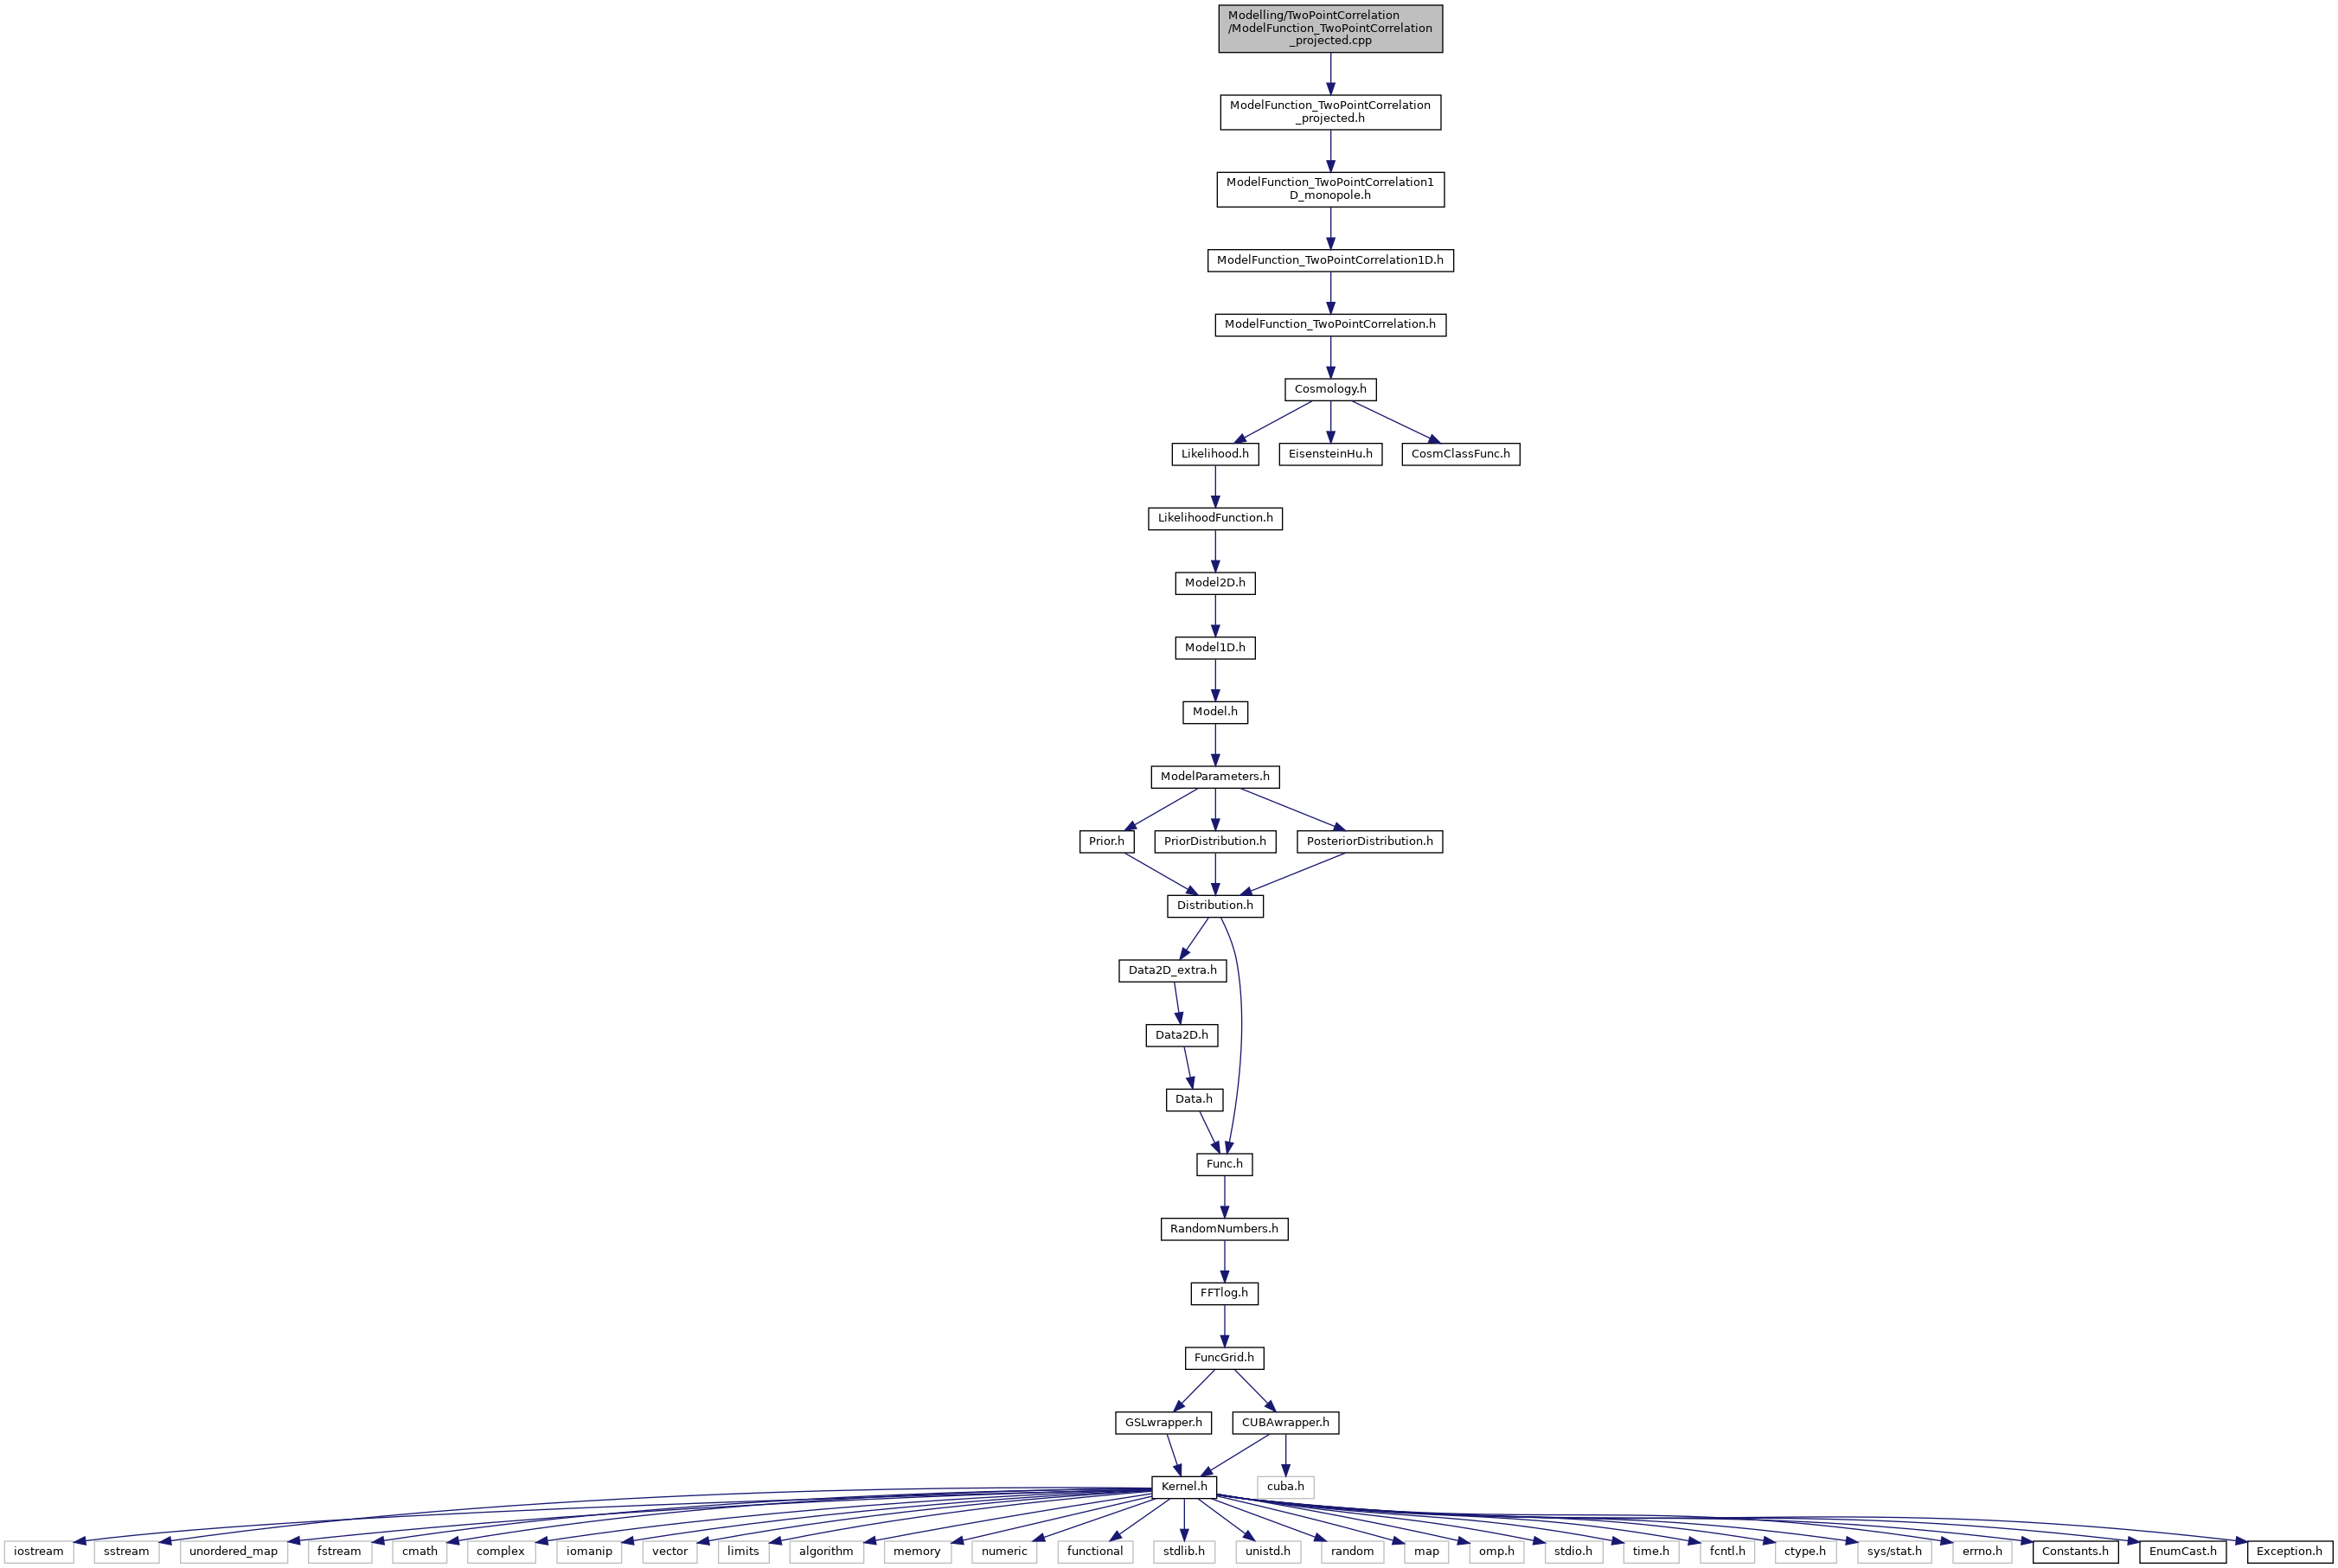 Modelling/TwoPointCorrelation
/ModelFunction_TwoPointCorrelation
_projected.cpp
ModelFunction_TwoPointCorrelation
_projected.h
ModelFunction_TwoPointCorrelation1
D_monopole.h
ModelFunction_TwoPointCorrelation1D.h
ModelFunction_TwoPointCorrelation.h
Cosmology.h
Likelihood.h
EisensteinHu.h
CosmClassFunc.h
LikelihoodFunction.h
Model2D.h
Model1D.h
Model.h
ModelParameters.h
Prior.h
PriorDistribution.h
PosteriorDistribution.h
Distribution.h
Data2D_extra.h
Data2D.h
Data.h
Func.h
RandomNumbers.h
FFTlog.h
FuncGrid.h
GSLwrapper.h
CUBAwrapper.h
Kernel.h
cuba.h
iostream
sstream
unordered_map
fstream
cmath
complex
iomanip
vector
limits
algorithm
memory
numeric
functional
stdlib.h
unistd.h
random
map
omp.h
stdio.h
time.h
fcntl.h
ctype.h
sys/stat.h
errno.h
Constants.h
EnumCast.h
Exception.h